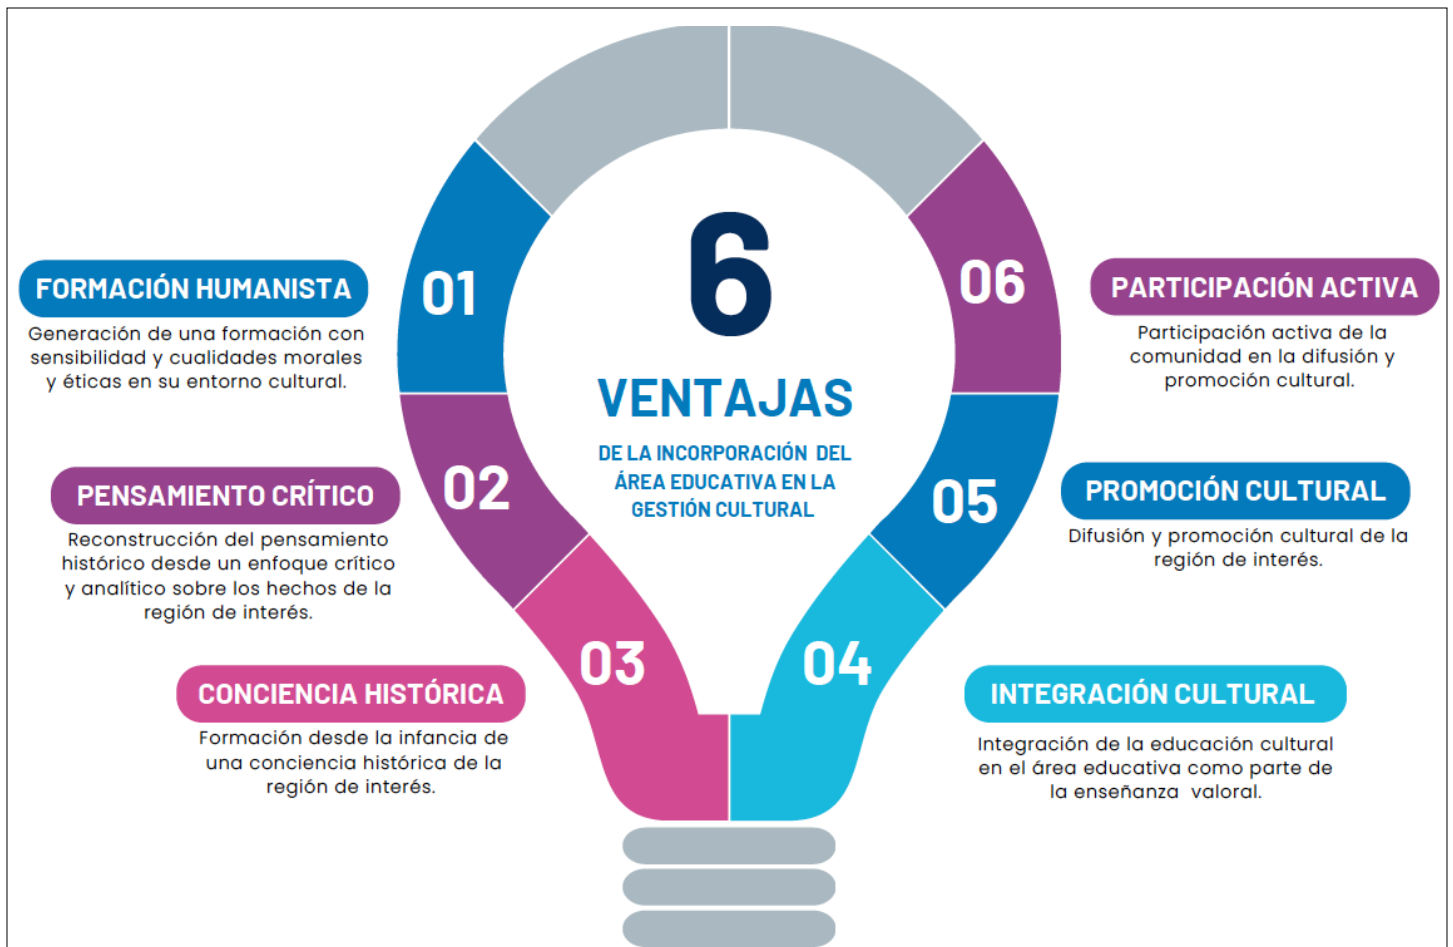 6
VENTAJAS
DE LA INCORPORACIÓN DEL
ÁREA EDUCATIVA EN LA
GESTIÓN CULTURAL
01
FORMACIÓN HUMANISTA
Generación de una formación con
sensibilidad y cualidades morales
y éticas en su entorno cultural.
02
PENSAMIENTO CRÍTICO
Reconstrucción del pensamiento
histórico desde un enfoque crítico
y analítico sobre los hechos de la
región de interés.
03
CONCIENCIA HISTÓRICA
Formación desde la infancia de
una conciencia histórica de la
región de interés.
04
INTEGRACIÓN CULTURAL
Integración de la educación cultural
en el área educativa como parte de
la enseñanza valoral.
05
PROMOCIÓN CULTURAL
Difusión y promoción cultural de la
región de interés.
06
PARTICIPACIÓN ACTIVA
Participación activa de la
comunidad en la difusión y
promoción cultural.